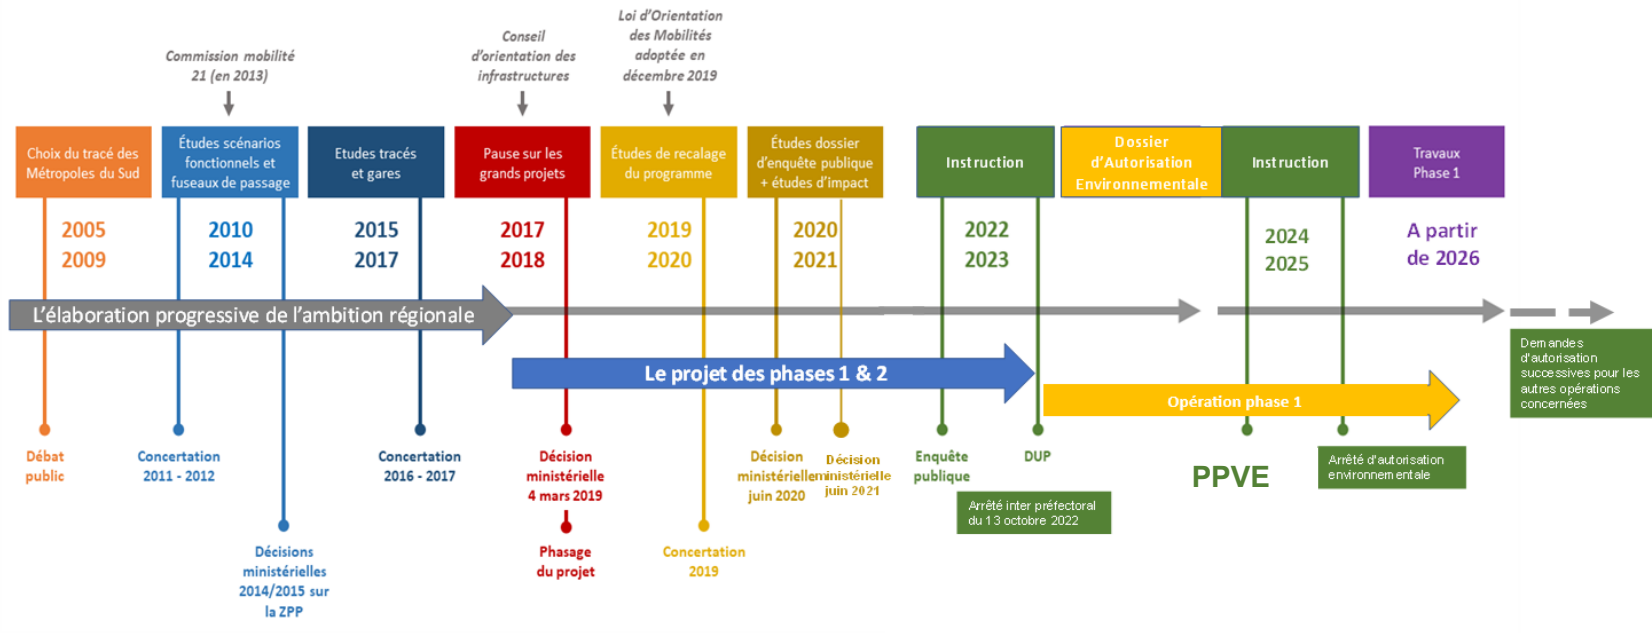 Commission mobilité
21 (en 2013)
Conseil
d'orientation des
infrastructures
Loi d'Orientation
des Mobilités
adoptée en
décembre 2019
Choix du tracé des
Métropoles du Sud
Études scénarios
fonctionnels et
fuseaux de passage
Etudes tracés
et gares
Pause sur les
grands projets
Études de recalage
du programme
Études dossier
d'enquête publique
+ études d'impact
Instruction
Dossier
d'Autorisation
Environnementale
Instruction
Travaux
Phase 1
2005
2009
2010
2014
2015
2017
2017
2018
2019
2020
2020
2021
2022
2023
2024
2025
A partir
de 2026
L'élaboration progressive de l'ambition régionale
Le projet des phases 1 & 2
Opération phase 1
Demandes
d'autorisation
successives pour les
autres opérations
concernées
Débat
public
Concertation
2011 - 2012
Décisions
ministérielles
2014/2015 sur
la ZPP
Concertation
2016 - 2017
Décision
ministérielle
4 mars 2019
Phasage
du projet
Concertation
2019
Décision
ministérielle
juin 2020
Décision
ministérielle
juin 2021
Enquête
publique
DUP
Arrêté inter préfectoral
du 13 octobre 2022
PPVE
Arrêté d'autorisation
environnementale